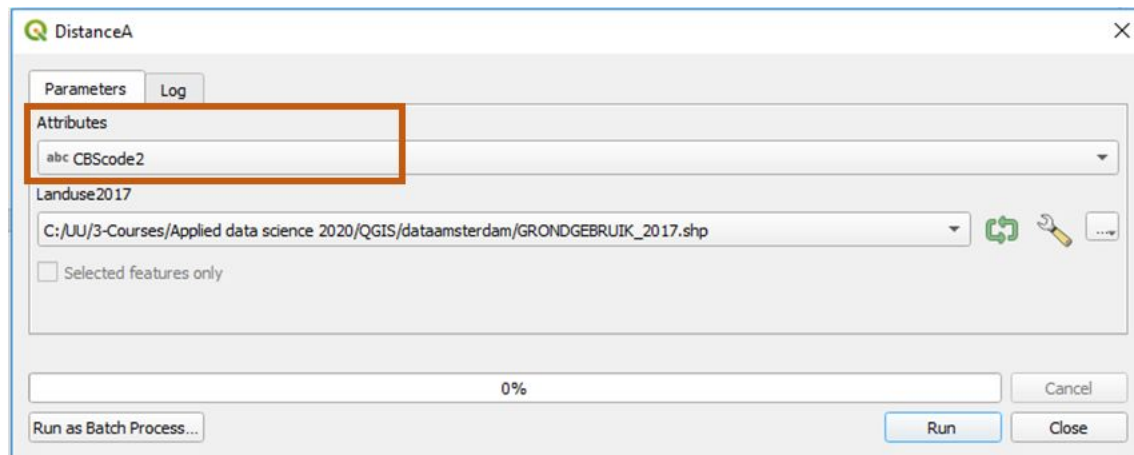 DistanceA
Parameters Log
Attributes
abc CBScode2
Landuse2017
C:/UU/3-Courses/Applied data science 2020/QGIS/dataamsterdam/GRONDGEBRUIK_2017.shp
...
Selected features only
0%
Cancel
Run as Batch Process...
Run
Close